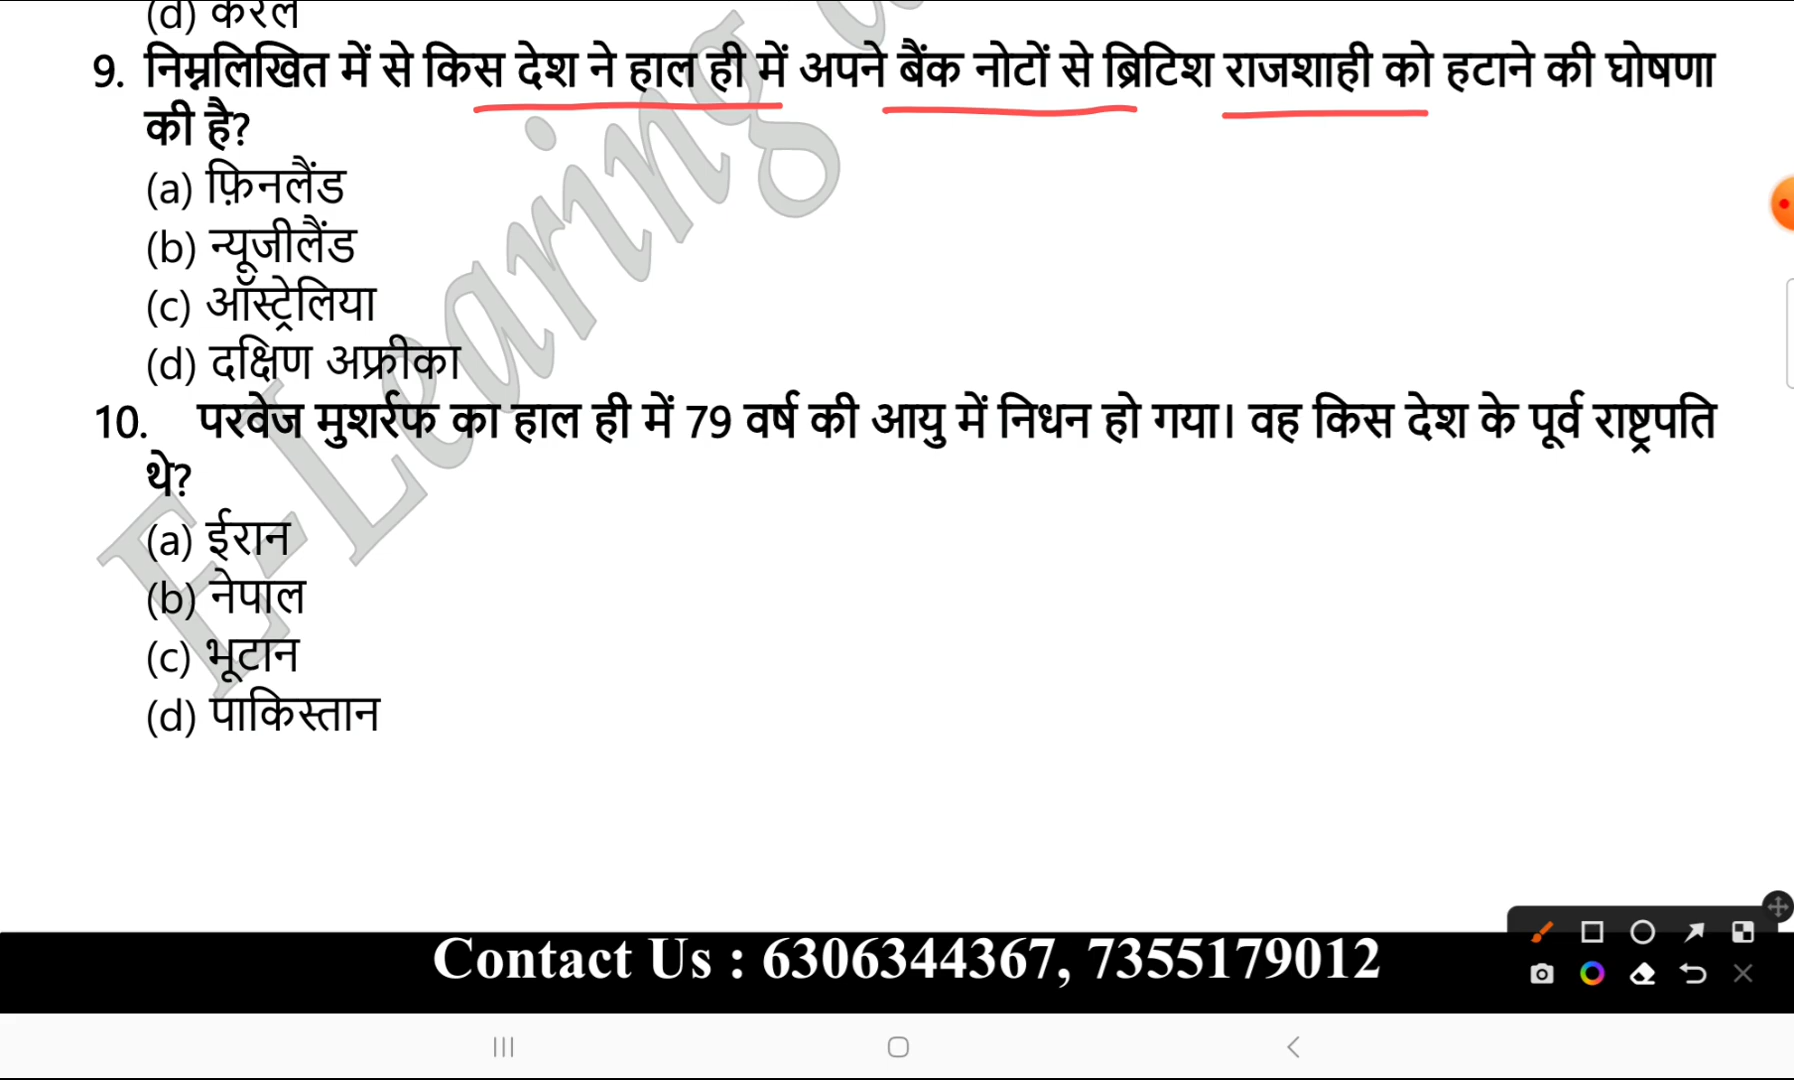 (d) केरल
9. निम्नलिखित में से किस देश ने हाल ही में अपने बैंक नोटों से ब्रिटिश राजशाही को हटाने की घोषणा
की है?
(a) फ़िनलैंड
(b) न्यूजीलैंड
(c) ऑस्ट्रेलिया
(d) दक्षिण अफ्रीका
10. परवेज मुशर्रफ का हाल ही में 79 वर्ष की आयु में निधन हो गया। वह किस देश के पूर्व राष्ट्रपति
थे?
(a) ईरान
(b) नेपाल
(c) भूटान
(d) पाकिस्तान
E-Learing
Contact Us : 6306344367, 7355179012